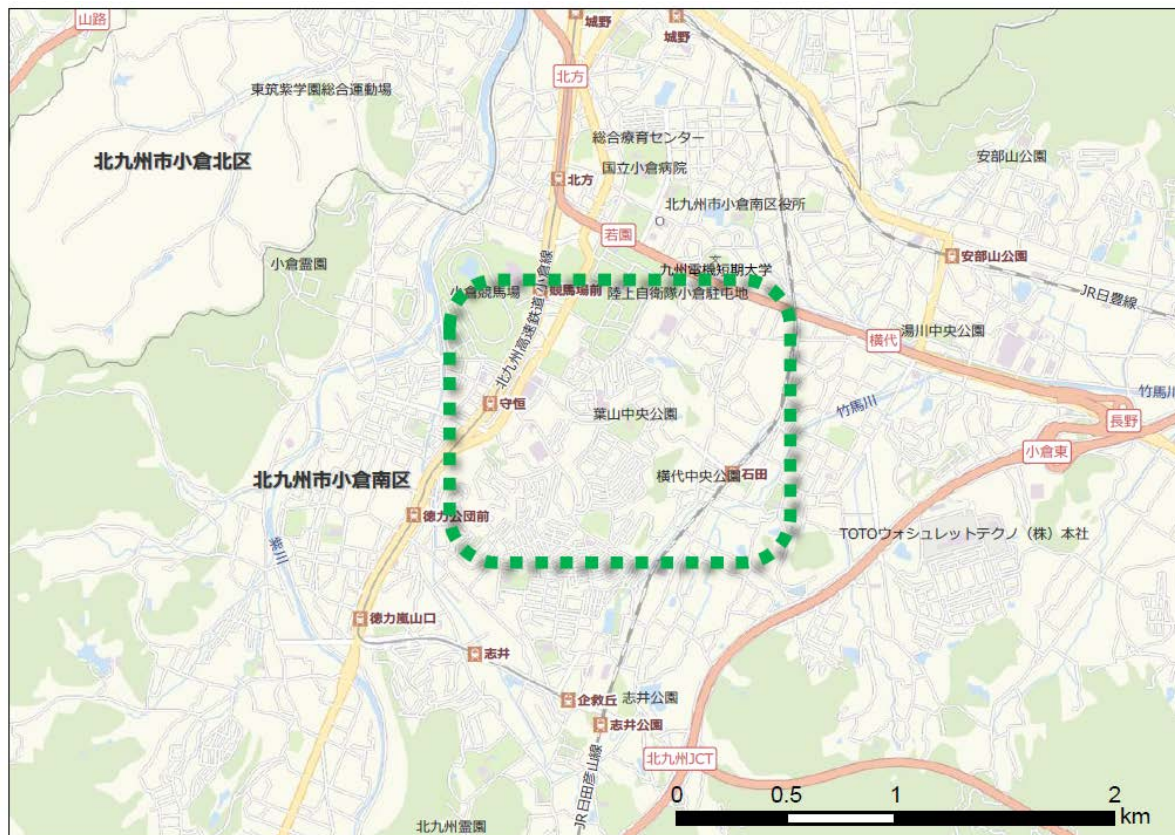 山路
城野
城野
北方
東筑紫学園総合運動場
総合療育センター
安部山公園
北九州市小倉北区
国立小倉病院
北方
北九州市小倉南区役所
若園
安部山公園
小倉霊園
九州電機短期大学
小倉競馬場
競馬場前
陸上自衛隊小倉駐屯地
JR日豊線
北九州高速鉄道小倉線
湯川中央公園
横代
竹馬川
竹馬川
守恒
葉山中央公園
長野
小倉東
北九州市小倉南区
横代中央公園
石田
徳力公団前
TOTOウォシュレットテクノ（株）本社
紫川
徳力嵐山口
志井
企救丘
志井公園
志井公園
北九州JCT
JR日田彦山線
0 0.5 1 2
km
北九州霊園